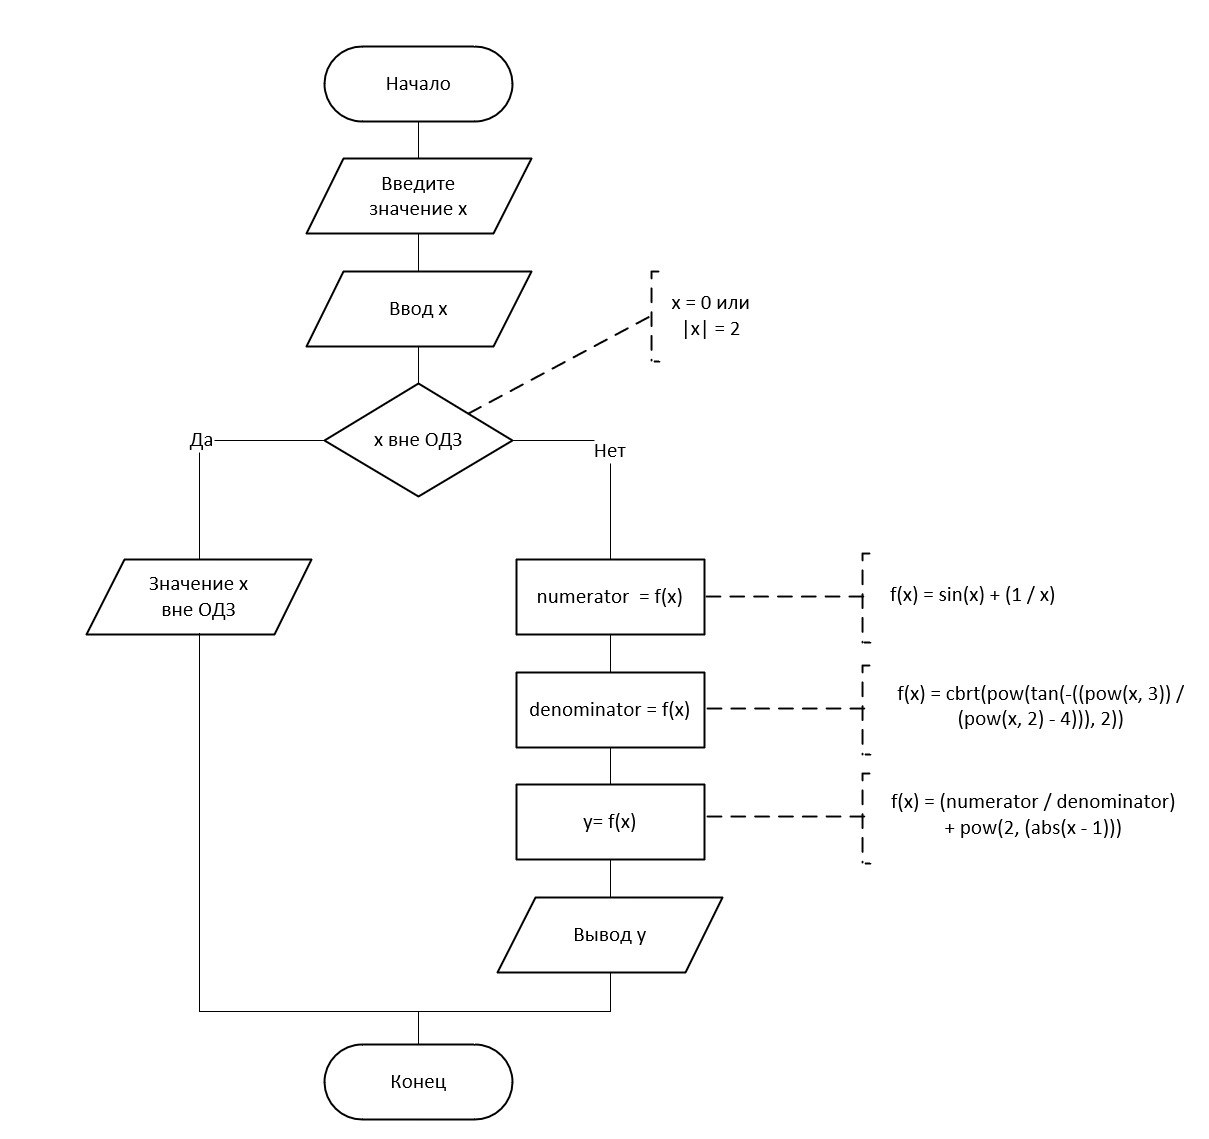 Начало
Введите
значение x
Ввод x
x = 0 или
|x| = 2
x вне ОДЗ
Да
Нет
Значение x
вне ОДЗ
numerator = f(x)
f(x) = sin(x) + (1 / x)
denominator = f(x)
f(x) = cbrt(pow(tan(-((pow(x, 3)) /
(pow(x, 2) - 4))), 2))
y= f(x)
f(x) = (numerator / denominator)
+ pow(2, (abs(x - 1)))
Вывод y
Конец